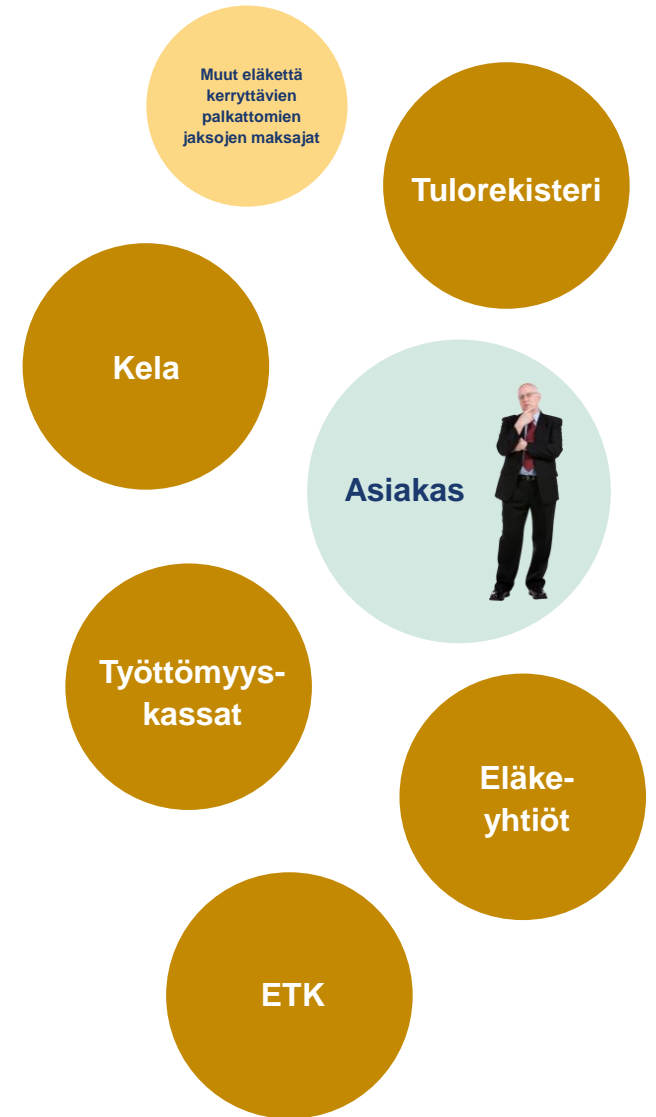 Muut eläkettä
kerryttävien
palkattomien
jaksojen maksajat
Tulorekisteri
Kela
Asiakas
Työttömyys-
kassat
Eläke-
yhtiöt
ETK